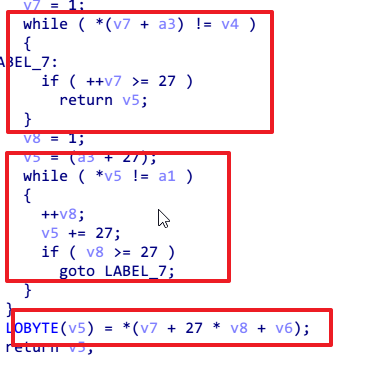 v7 = 1;
while ( *(v7 + a3) != v4 )
{
ABEL_7:
if ( ++v7 >= 27 )
return v5;
}
v8 = 1;
v5 = (a3 + 27);
while ( *v5 != a1 )
{
++v8;
v5 += 27;
if ( v8 >= 27 )
goto LABEL_7;
}
}
LOBYTE(v5) = *(v7 + 27 * v8 + v6);
return v5;